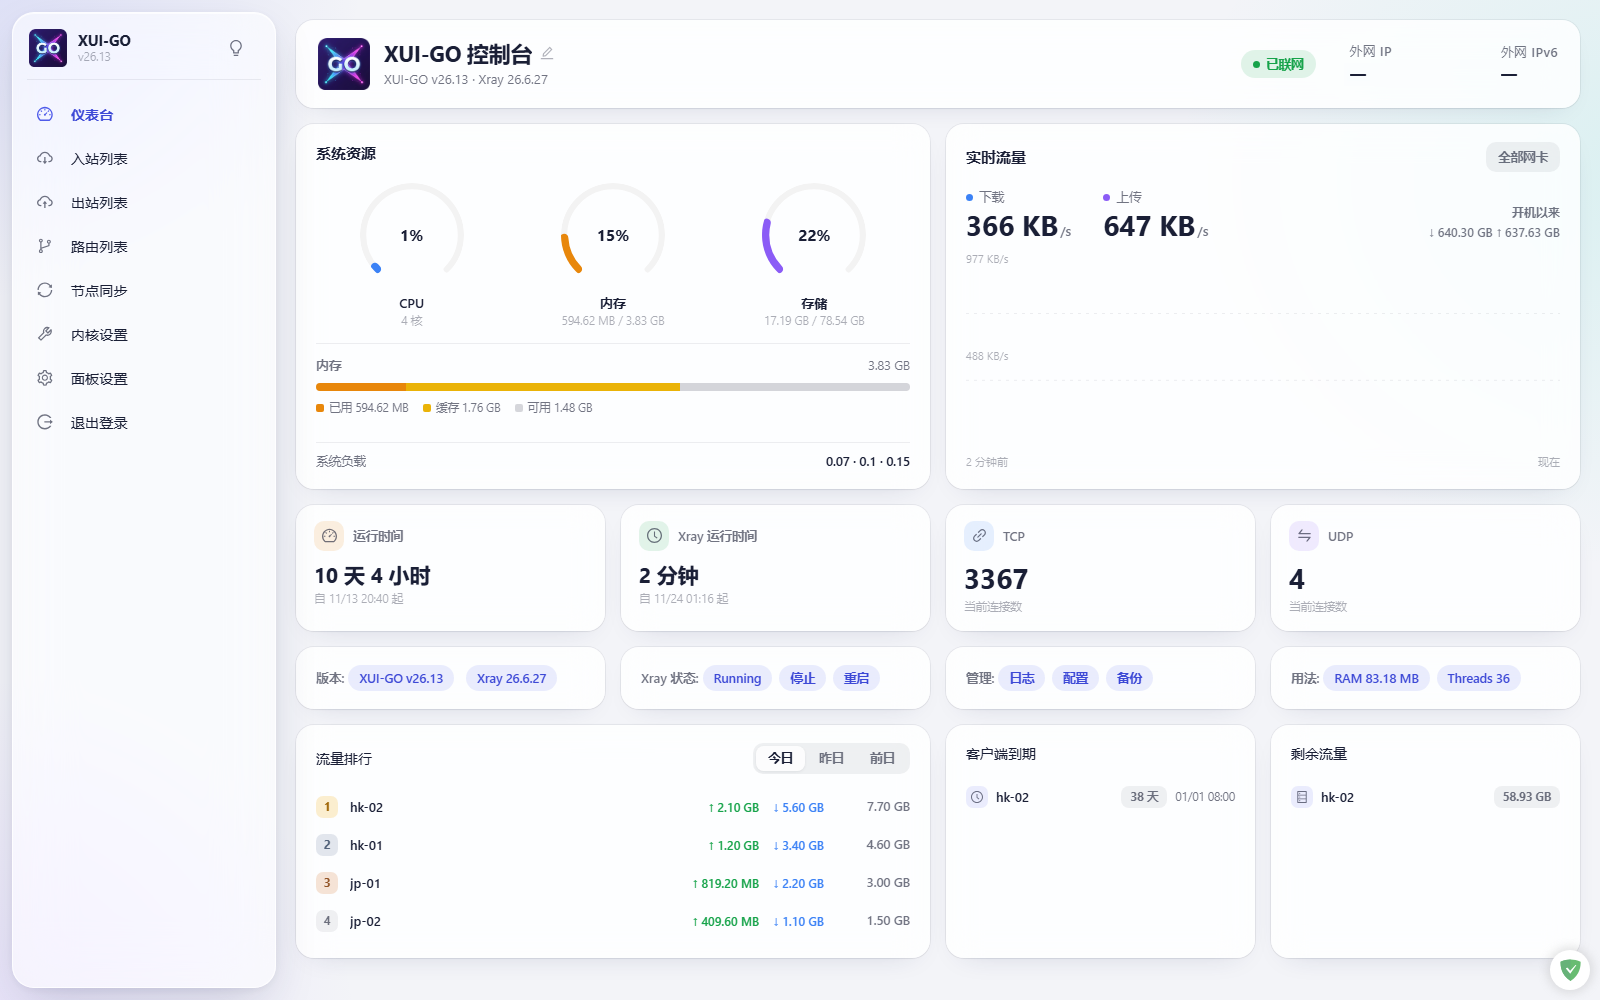 GO
XUI-GO
v26.13
仪表台
入站列表
出站列表
路由列表
节点同步
内核设置
面板设置
退出登录
GO
XUI-GO 控制台
XUI-GO v26.13 · Xray 26.6.27
已联网
外网 IP
—
外网 IPv6
—
系统资源
1%
CPU
4 核
15%
内存
594.62 MB / 3.83 GB
22%
存储
17.19 GB / 78.54 GB
内存
3.83 GB
已用 594.62 MB
缓存 1.76 GB
可用 1.48 GB
系统负载
0.07 · 0.1 · 0.15
实时流量
全部网卡
下载
366 KB/s
上传
647 KB/s
开机以来
↓ 640.30 GB ↑ 637.63 GB
977 KB/s
488 KB/s
2 分钟前
现在
运行时间
10 天 4 小时
自 11/13 20:40 起
Xray 运行时间
2 分钟
自 11/24 01:16 起
TCP
3367
当前连接数
UDP
4
当前连接数
版本: XUI-GO v26.13 Xray 26.6.27
Xray 状态: Running 停止 重启
管理: 日志 配置 备份
用法: RAM 83.18 MB Threads 36
流量排行
今日 昨日 前日
1 hk-02 ↑ 2.10 GB ↓ 5.60 GB 7.70 GB
2 hk-01 ↑ 1.20 GB ↓ 3.40 GB 4.60 GB
3 jp-01 ↑ 819.20 MB ↓ 2.20 GB 3.00 GB
4 jp-02 ↑ 409.60 MB ↓ 1.10 GB 1.50 GB
客户端到期
hk-02 38 天 01/01 08:00
剩余流量
hk-02 58.93 GB